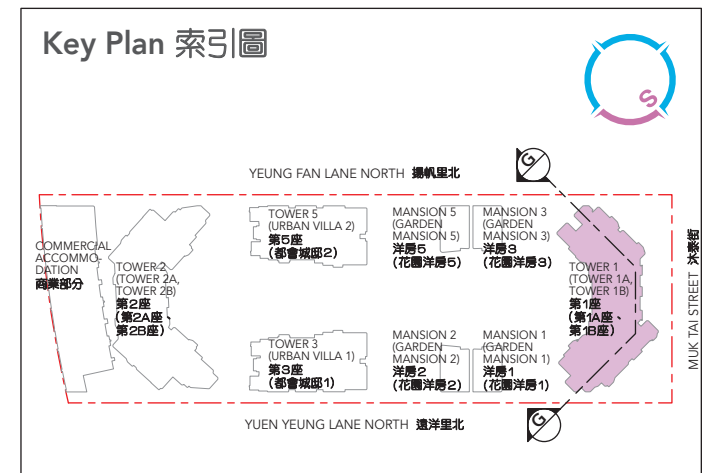 Key Plan 索引圖
S
G
YEUNG FAN LANE NORTH 揚帆里北
COMMERCIAL
ACCOMMO-
DATION
商業部分
TOWER 2
(TOWER 2A,
TOWER 2B)
第2座
(第2A座、
第2B座)
TOWER 5
(URBAN VILLA 2)
第5座
(都會城邸2)
MANSION 5
(GARDEN
MANSION 5)
洋房5
(花園洋房5)
MANSION 3
(GARDEN
MANSION 3)
洋房3
(花園洋房3)
TOWER 1
(TOWER 1A,
TOWER 1B)
第1座
(第1A座、
第1B座)
MUK TAI STREET 沐泰街
TOWER 3
(URBAN VILLA 1)
第3座
(都會城邸1)
MANSION 2
(GARDEN
MANSION 2)
洋房2
(花園洋房2)
MANSION 1
(GARDEN
MANSION 1)
洋房1
(花園洋房1)
YUEN YEUNG LANE NORTH 遠洋里北
G